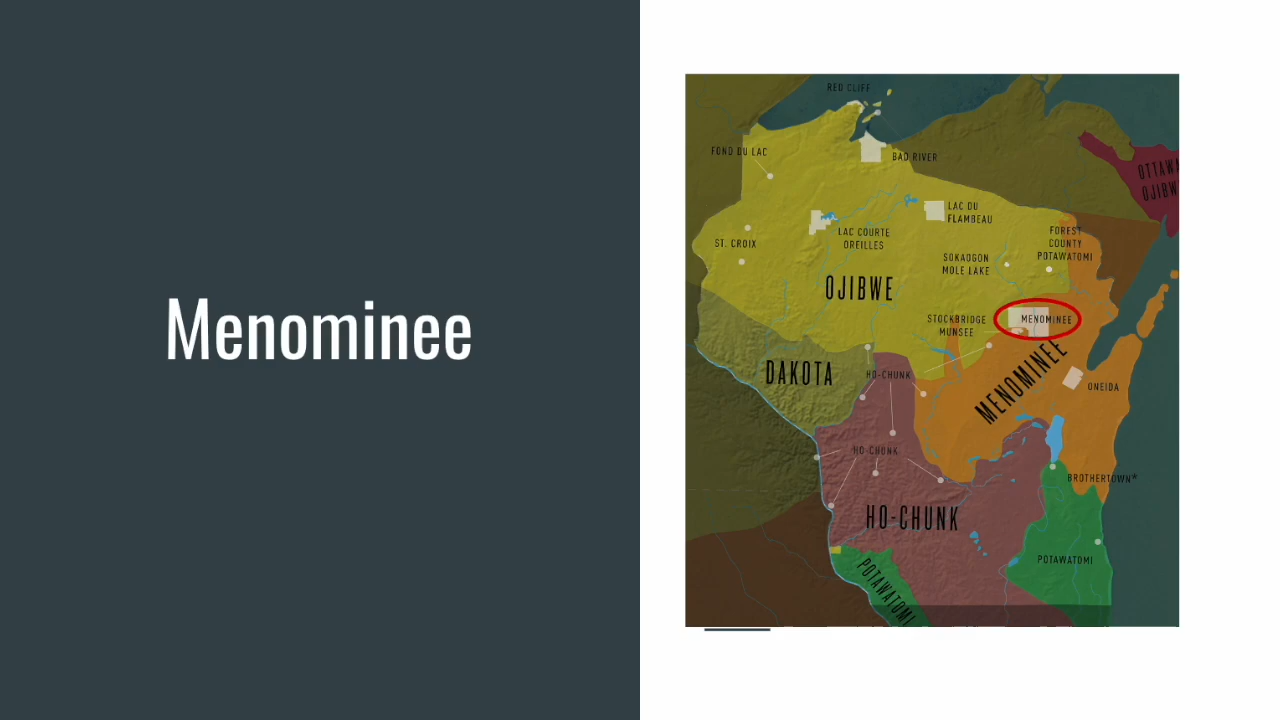 Menominee
RED CLIFF
FOND DU LAC
BAD RIVER
OTTAWA
OJIBW
LAC DU
FLAMBEAU
ST. CROIX
LAC COURTE
OREILLES
FOREST
COUNTY
POTAWATOMI
SOKAOGON
MOLE LAKE
OJIBWE
STOCKBRIDGE
MUNSEE
MENOMINEE
DAKOTA
HO-CHUNK
MENOMINEE
ONEIDA
HO-CHUNK
BROTHERTOWN*
HO-CHUNK
POTAWATOMI
POTAWATOMI